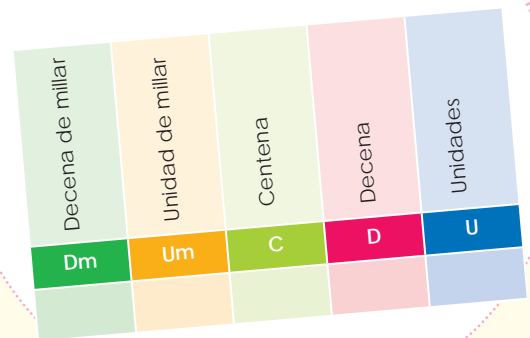 Decena de millar
Unidad de millar
Centena
Decena
Unidades
Dm Um C D U